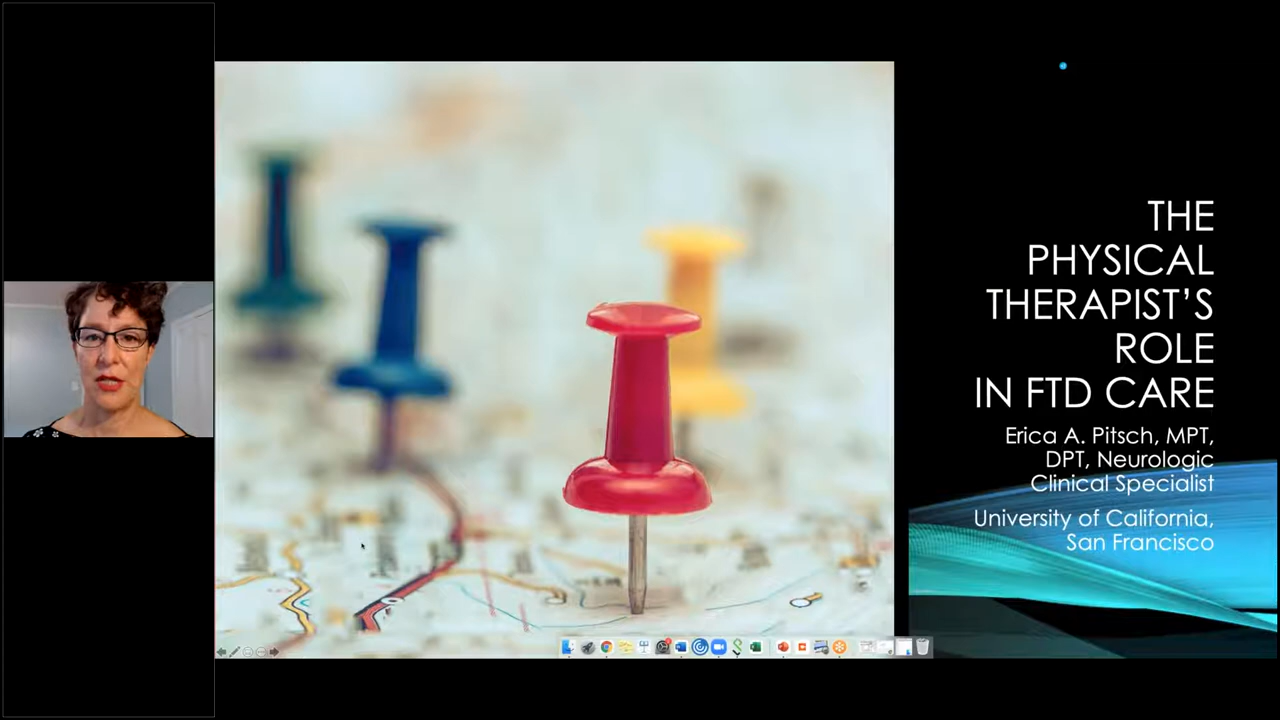 THE
PHYSICAL
THERAPIST’S
ROLE
IN FTD CARE
Erica A. Pitsch, MPT,
DPT, Neurologic
Clinical Specialist
University of California,
San Francisco